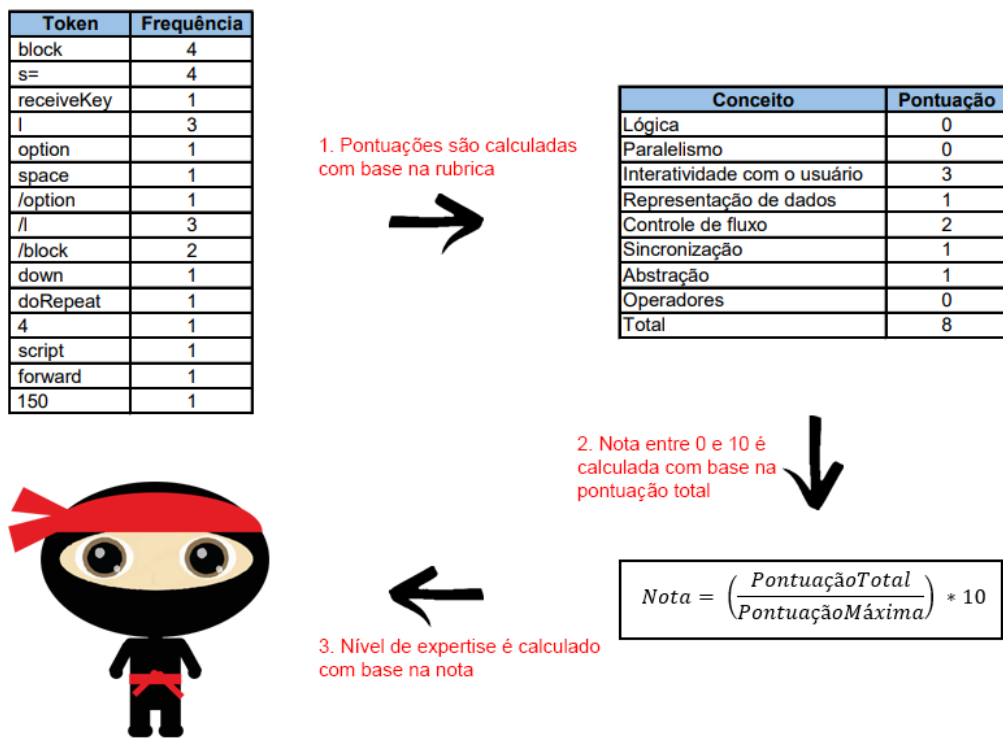 Token Frequência
block 4
s= 4
receiveKey 1
l 3
option 1
space 1
/option 1
/l 3
/block 2
down 1
doRepeat 1
4 1
script 1
forward 1
150 1
1. Pontuações são calculadas
com base na rubrica
Conceito Pontuação
Lógica 0
Paralelismo 0
Interatividade com o usuário 3
Representação de dados 1
Controle de fluxo 2
Sincronização 1
Abstração 1
Operadores 0
Total 8
2. Nota entre 0 e 10 é
calculada com base na
pontuação total
Nota = (PontuaçãoTotal / PontuaçãoMáxima) * 10
3. Nível de expertise é calculado
com base na nota